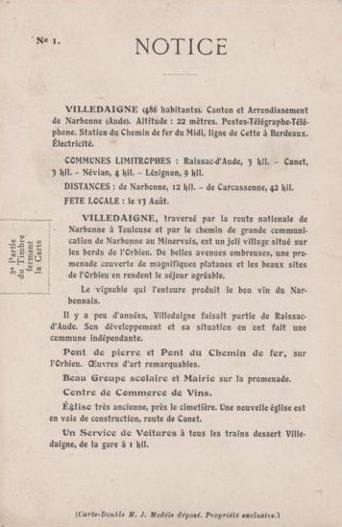 Nº 1.
NOTICE
VILLEDAIGNE (486 habitants). Canton et Arrondissement
de Narbonne (Aude). Altitude : 22 mètres. Postes-Télégraphe-Télé-
phone. Station du Chemin de fer du Midi, ligne de Cette à Bordeaux.
Électricité.
COMMUNES LIMITROPHES : Raissac-d'Aude, 3 kil. - Canet,
3 kil. - Névian, 4 kil. - Lézignan, 9 kil.
DISTANCES : de Narbonne, 12 kil. - de Carcassonne, 42 kil.
FETE LOCALE : le 13 Août.
VILLEDAIGNE, traversé par la route nationale de
Narbonne à Toulouse et par le chemin de grande communi-
cation de Narbonne au Minervois, est un joli village situé sur
les bords de l'Orbieu. De belles avenues ombreuses, une pro-
menade couverte de magnifiques platanes et les beaux sites
de l'Orbieu en rendent le séjour agréable.
Le vignoble qui l'entoure produit le bon vin du Nar-
bonnais.
Il y a peu d'années, Villedaigne faisait partie de Raissac-
d'Aude. Son développement et sa situation en ont fait une
commune indépendante.
Pont de pierre et Pont du Chemin de fer, sur
l'Orbieu. Œuvres d'art remarquables.
Beau Groupe scolaire et Mairie sur la promenade.
Centre de Commerce de Vins.
Église très ancienne, près le cimetière. Une nouvelle église est
en voie de construction, route de Canet.
Un Service de Voitures à tous les trains dessert Ville-
daigne, de la gare à 1 kil.
2e Partie
du Timbre
fermant
la Carte
(Carte-Double M. J. Modèle déposé. Propriété exclusive.)